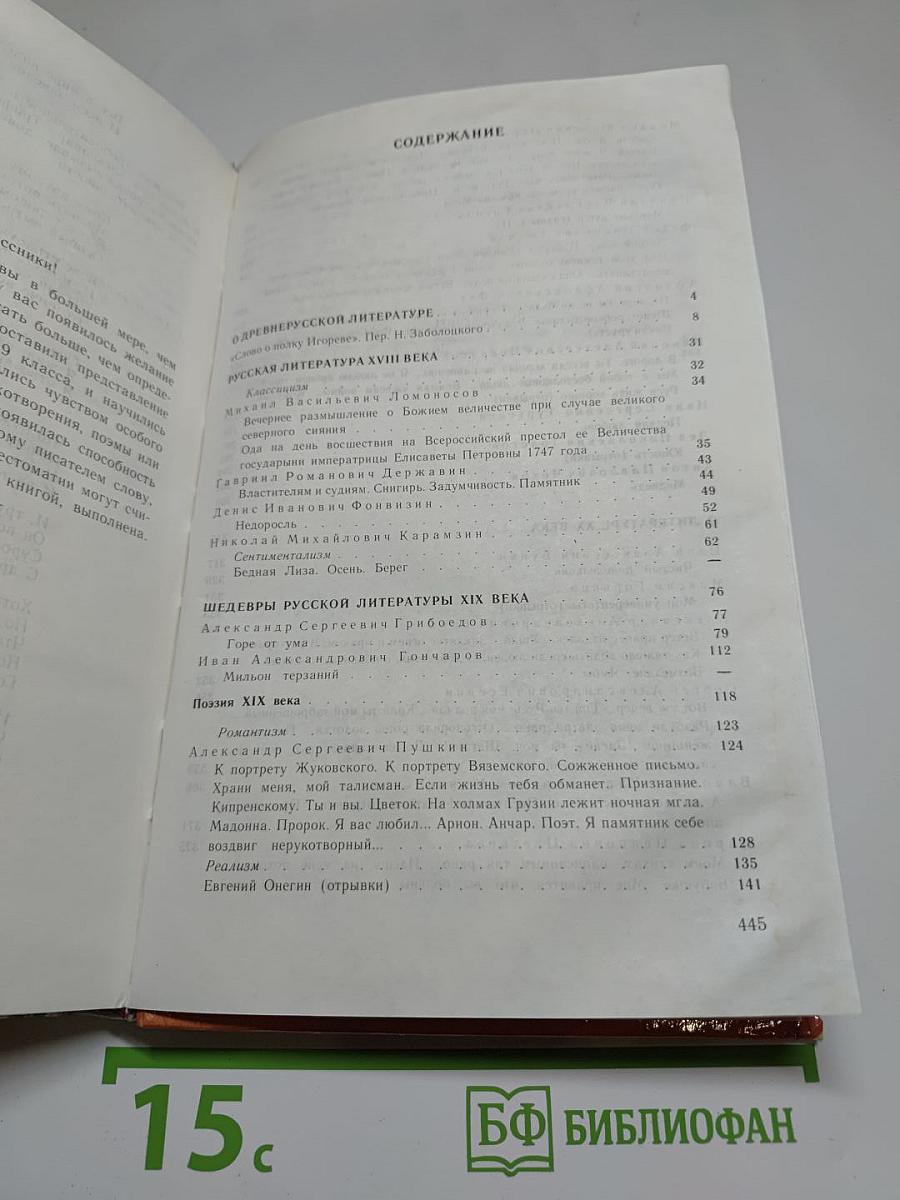 ссники!
вы в большей мере, чем
у вас появилось желание
ать больше, чем опреде-
оставили представление
9 класса, и научились
лись чувством особого
котворения, поэмы или
появилась способность
ому писателем слову,
естоматии могут счи-
книгой, выполнена.
СОДЕРЖАНИЕ
О ДРЕВНЕРУССКОЙ ЛИТЕРАТУРЕ . . . 4
«Слово о полку Игореве». Пер. Н. Заболоцкого . . . 8
РУССКАЯ ЛИТЕРАТУРА XVIII ВЕКА . . . 31
Классицизм . . . 32
Михаил Васильевич Ломоносов . . . 34
Вечернее размышление о Божием величестве при случае великого
северного сияния . . .
Ода на день восшествия на Всероссийский престол ее Величества
государыни императрицы Елисаветы Петровны 1747 года . . . 35
Гавриил Романович Державин . . . 43
Властителям и судиям. Снигирь. Задумчивость. Памятник . . . 44
Денис Иванович Фонвизин . . . 49
Недоросль . . . 52
Николай Михайлович Карамзин . . . 61
Сентиментализм . . . 62
Бедная Лиза. Осень. Берег . . . —
ШЕДЕВРЫ РУССКОЙ ЛИТЕРАТУРЫ XIX ВЕКА . . . 76
Александр Сергеевич Грибоедов . . . 77
Горе от ума . . . 79
Иван Александрович Гончаров . . . 112
Мильон терзаний . . . —
Поэзия XIX века . . . 118
Романтизм . . . 123
Александр Сергеевич Пушкин . . . 124
К портрету Жуковского. К портрету Вяземского. Сожженное письмо.
Храни меня, мой талисман. Если жизнь тебя обманет. Признание.
Кипренскому. Ты и вы. Цветок. На холмах Грузии лежит ночная мгла.
Мадонна. Пророк. Я вас любил... Арион. Анчар. Поэт. Я памятник себе
воздвиг нерукотворный... . . . 128
Реализм . . . 135
Евгений Онегин (отрывки) . . . 141
445
15 с
БФ БИБЛИОФАН